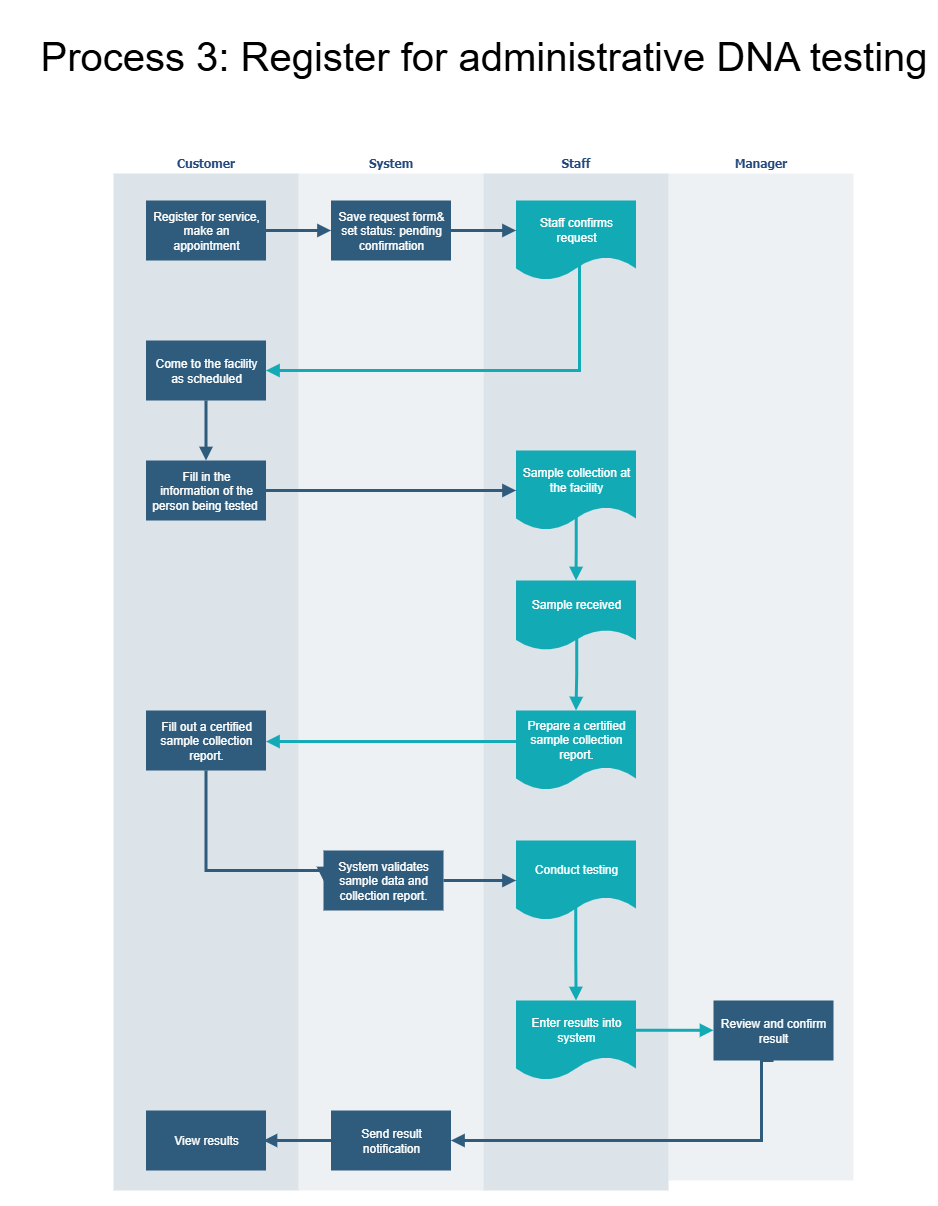 Process 3: Register for administrative DNA testing
Customer
System
Staff
Manager
Register for service,
make an
appointment
Save request form&
set status: pending
confirmation
Staff confirms
request
Come to the facility
as scheduled
Fill in the
information of the
person being tested
Sample collection at
the facility
Sample received
Fill out a certified
sample collection
report.
Prepare a certified
sample collection
report.
System validates
sample data and
collection report.
Conduct testing
Enter results into
system
Review and confirm
result
View results
Send result
notification